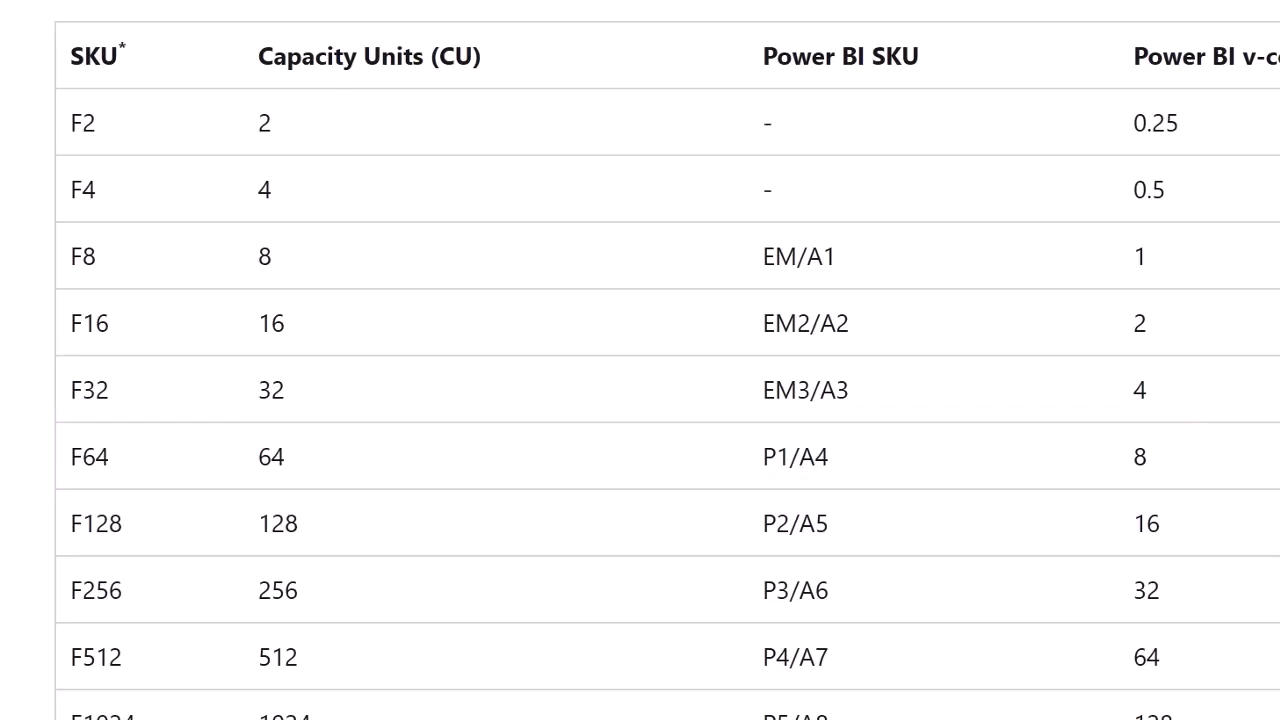 SKU* Capacity Units (CU) Power BI SKU Power BI
F2 2 - 0.25
F4 4 - 0.5
F8 8 EM/A1 1
F16 16 EM2/A2 2
F32 32 EM3/A3 4
F64 64 P1/A4 8
F128 128 P2/A5 16
F256 256 P3/A6 32
F512 512 P4/A7 64